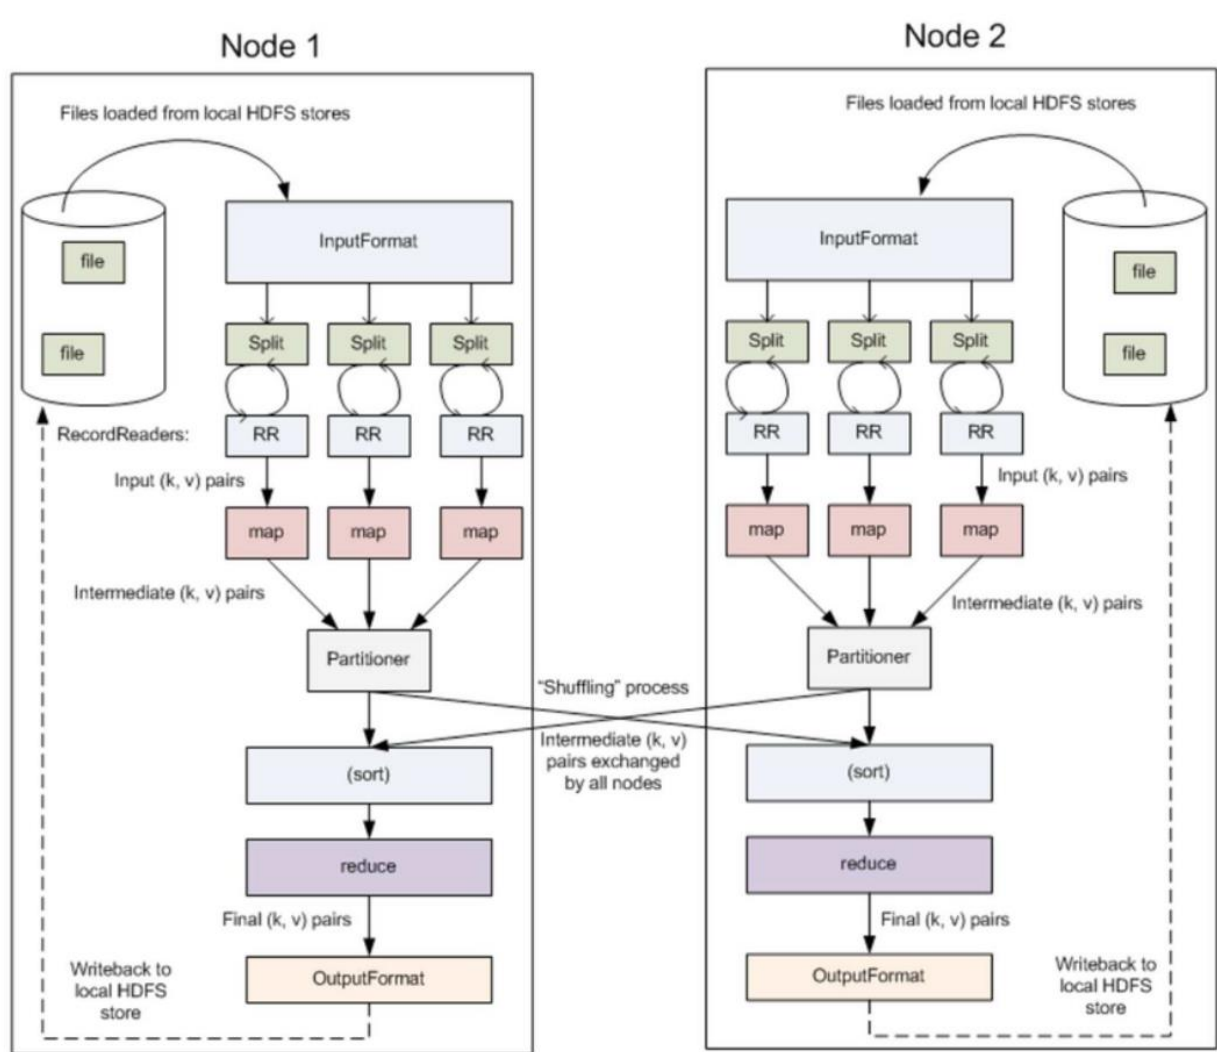 Node 1
Files loaded from local HDFS stores
file
file
InputFormat
Split
Split
Split
RecordReaders:
RR
RR
RR
Input (k, v) pairs
map
map
map
Intermediate (k, v) pairs
Partitioner
(sort)
reduce
Final (k, v) pairs
OutputFormat
Writeback to
local HDFS
store
"Shuffling" process
Intermediate (k, v)
pairs exchanged
by all nodes
Node 2
Files loaded from local HDFS stores
InputFormat
file
file
Split
Split
Split
RR
RR
RR
Input (k, v) pairs
map
map
map
Intermediate (k, v) pairs
Partitioner
(sort)
reduce
Final (k, v) pairs
OutputFormat
Writeback to
local HDFS
store